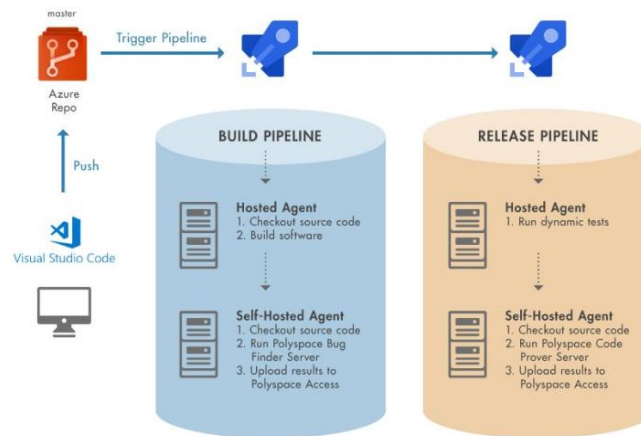 master
Trigger Pipeline
Azure
Repo
Push
Visual Studio Code
BUILD PIPELINE
Hosted Agent
1. Checkout source code
2. Build software
Self-Hosted Agent
1. Checkout source code
2. Run Polyspace Bug
Finder Server
3. Upload results to
Polyspace Access
RELEASE PIPELINE
Hosted Agent
1. Run dynamic tests
Self-Hosted Agent
1. Checkout source code
2. Run Polyspace Code
Prover Server
3. Upload results to
Polyspace Access